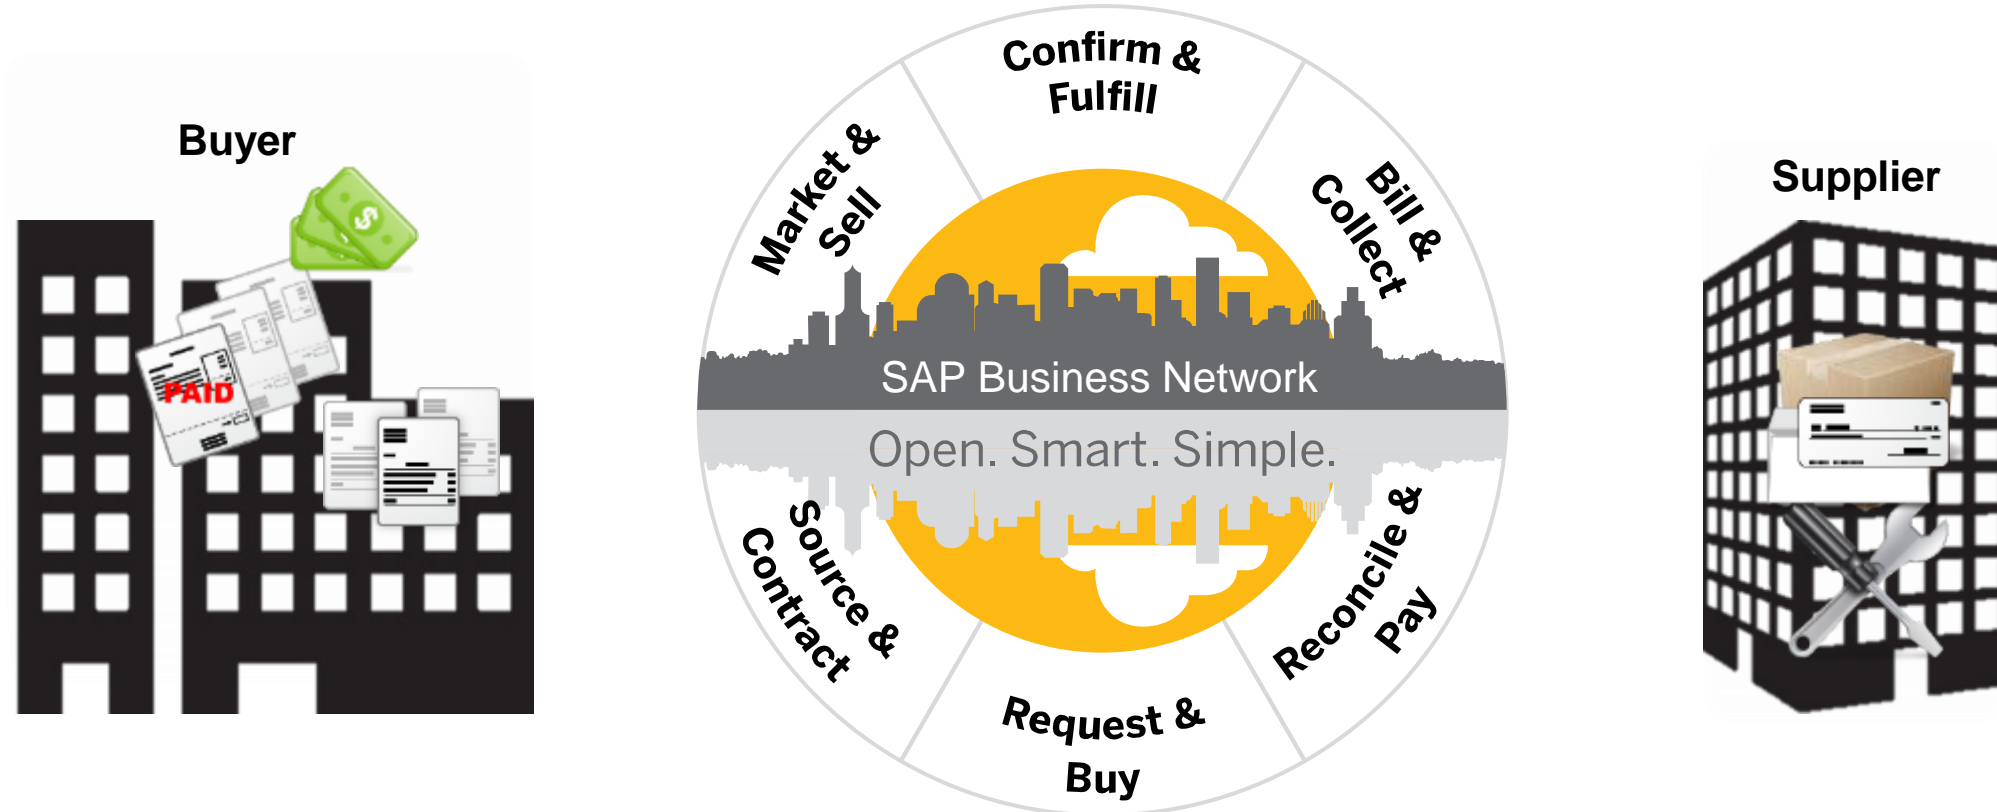 Buyer
PAID
Confirm &
Fulfill
Market &
Sell
Bill &
Collect
SAP Business Network
Open. Smart. Simple.
Source &
Contract
Request &
Buy
Reconcile &
Pay
Supplier